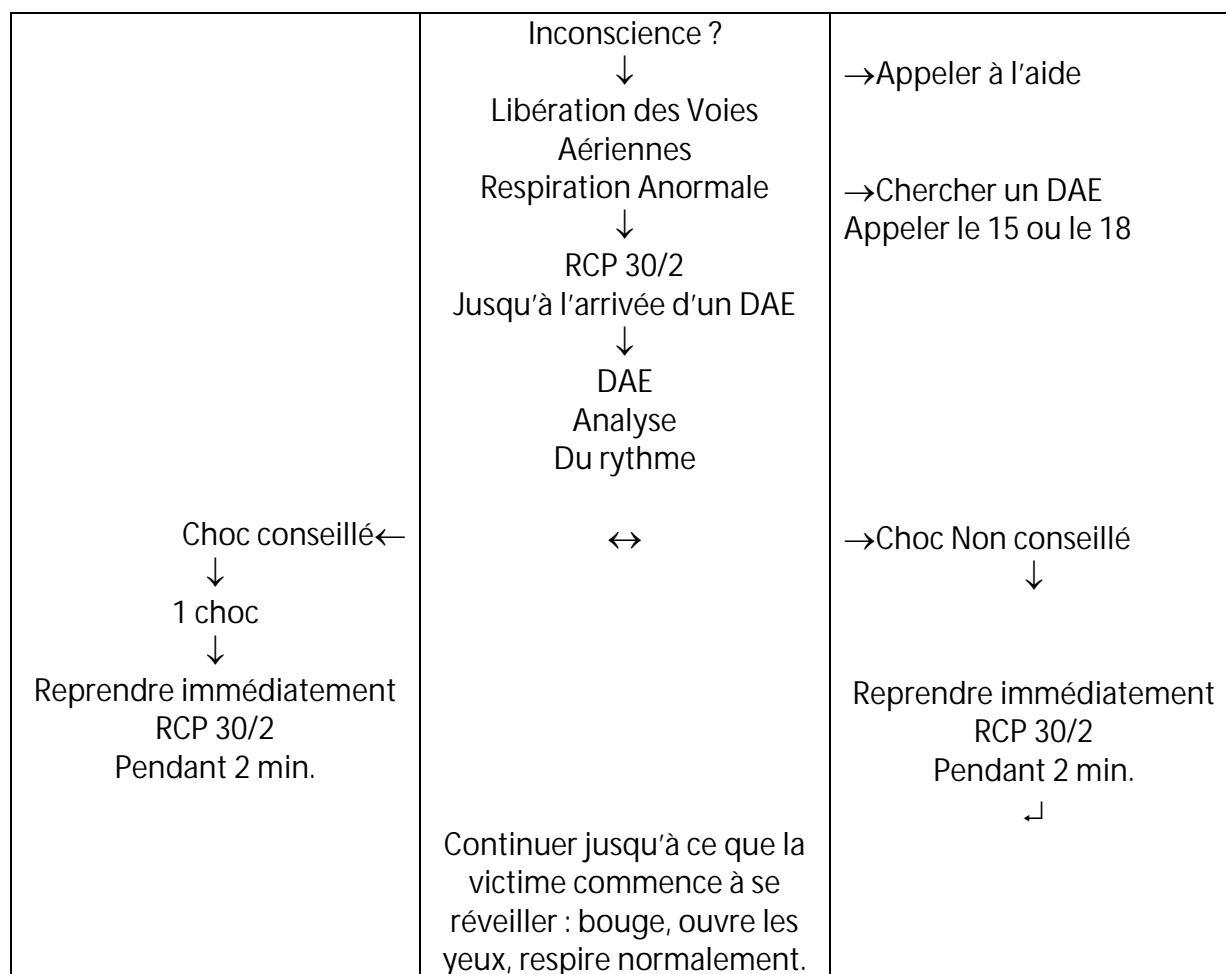 Inconscience ?
↓
→Appeler à l'aide
Libération des Voies
Aériennes
Respiration Anormale
→Chercher un DAE
↓
Appeler le 15 ou le 18
RCP 30/2
Jusqu'à l'arrivée d'un DAE
↓
DAE
Analyse
Du rythme
Choc conseillé←
↔
→Choc Non conseillé
↓
↓
1 choc
↓
Reprendre immédiatement
RCP 30/2
Pendant 2 min.
Reprendre immédiatement
RCP 30/2
Pendant 2 min.
↵
Continuer jusqu'à ce que la
victime commence à se
réveiller : bouge, ouvre les
yeux, respire normalement.